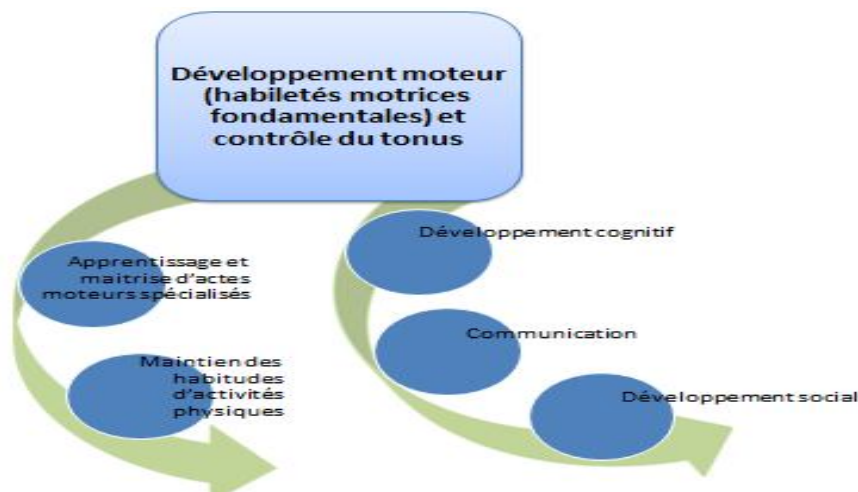 Développement moteur
(habiletés motrices
fondamentales) et
contrôle du tonus
Apprentissage et
maitrise d'actes
moteurs spécialisés
Maintien des
habitudes
d'activités
physiques
Développement cognitif
Communication
Développement social